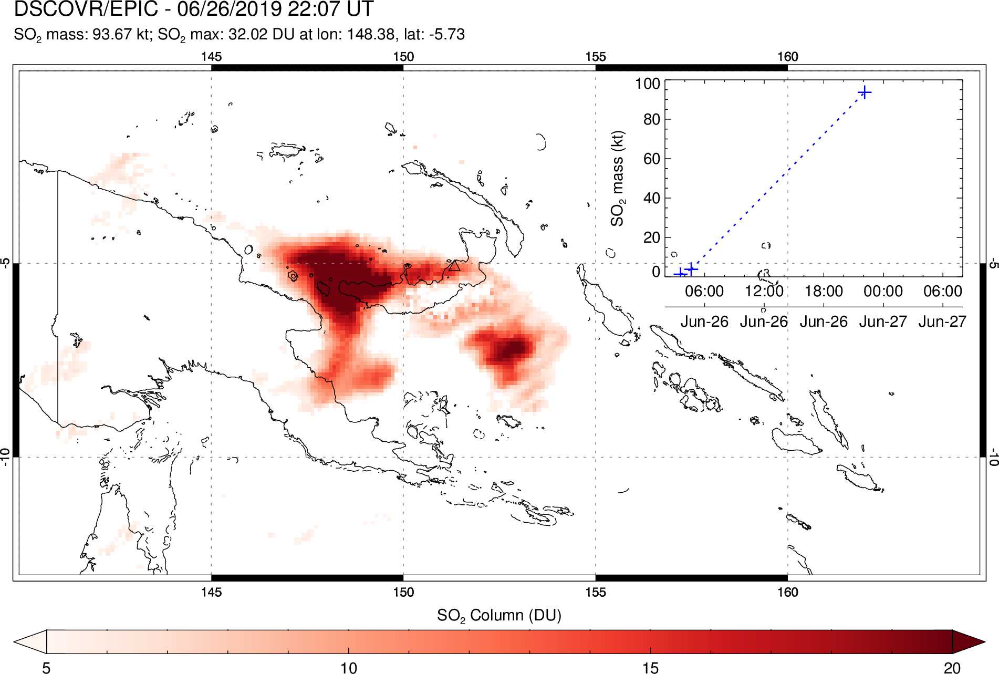 DSCOVR/EPIC - 06/26/2019 22:07 UT
SO₂ mass: 93.67 kt; SO₂ max: 32.02 DU at lon: 148.38, lat: -5.73
145 150 155 160
100
80
60
40
20
0
SO₂ mass (kt)
06:00 12:00 18:00 00:00 06:00
Jun-26 Jun-26 Jun-26 Jun-27 Jun-27
-5 -5
-10 -10
145 150 155 160
SO₂ Column (DU)
5 10 15 20